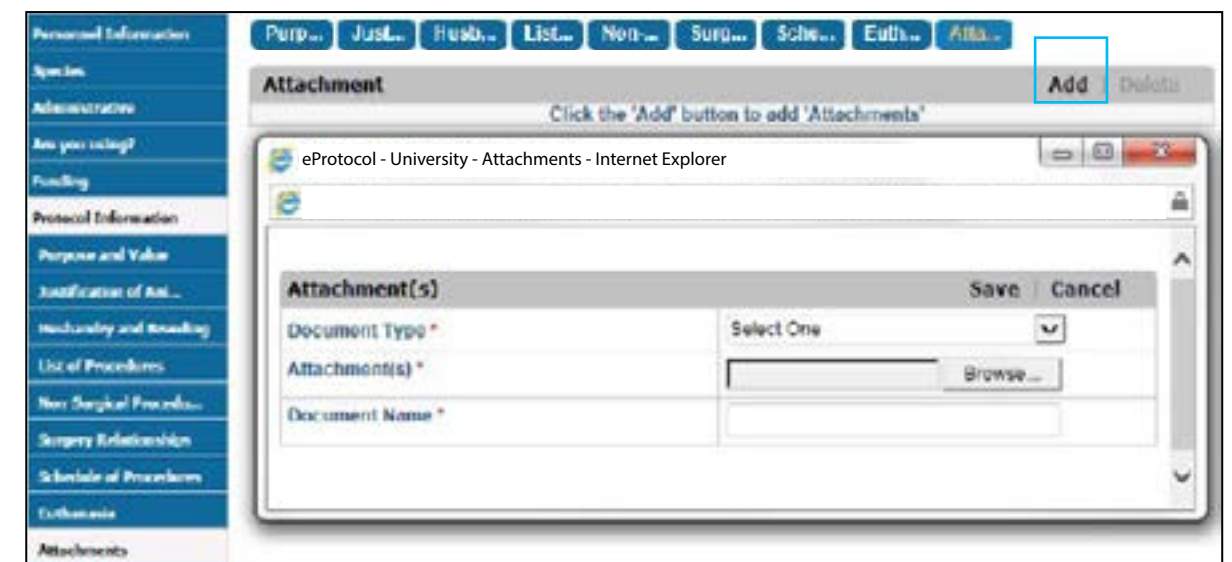 Personnel Information
Species
Administrative
Are you using?
Funding
Protocol Information
Purpose and Value
Justification of Ani...
Husbandry and Breeding
List of Procedures
Non Surgical Procedu...
Surgery Relationships
Schedule of Procedures
Euthanasia
Attachments
Purp... Just... Husb... List... Non-... Surg... Sche... Euth... Atta...
Attachment Add | Delete
Click the 'Add' button to add 'Attachments'
eProtocol - University - Attachments - Internet Explorer
Attachment(s) Save | Cancel
Document Type * Select One
Attachment(s) * Browse...
Document Name *